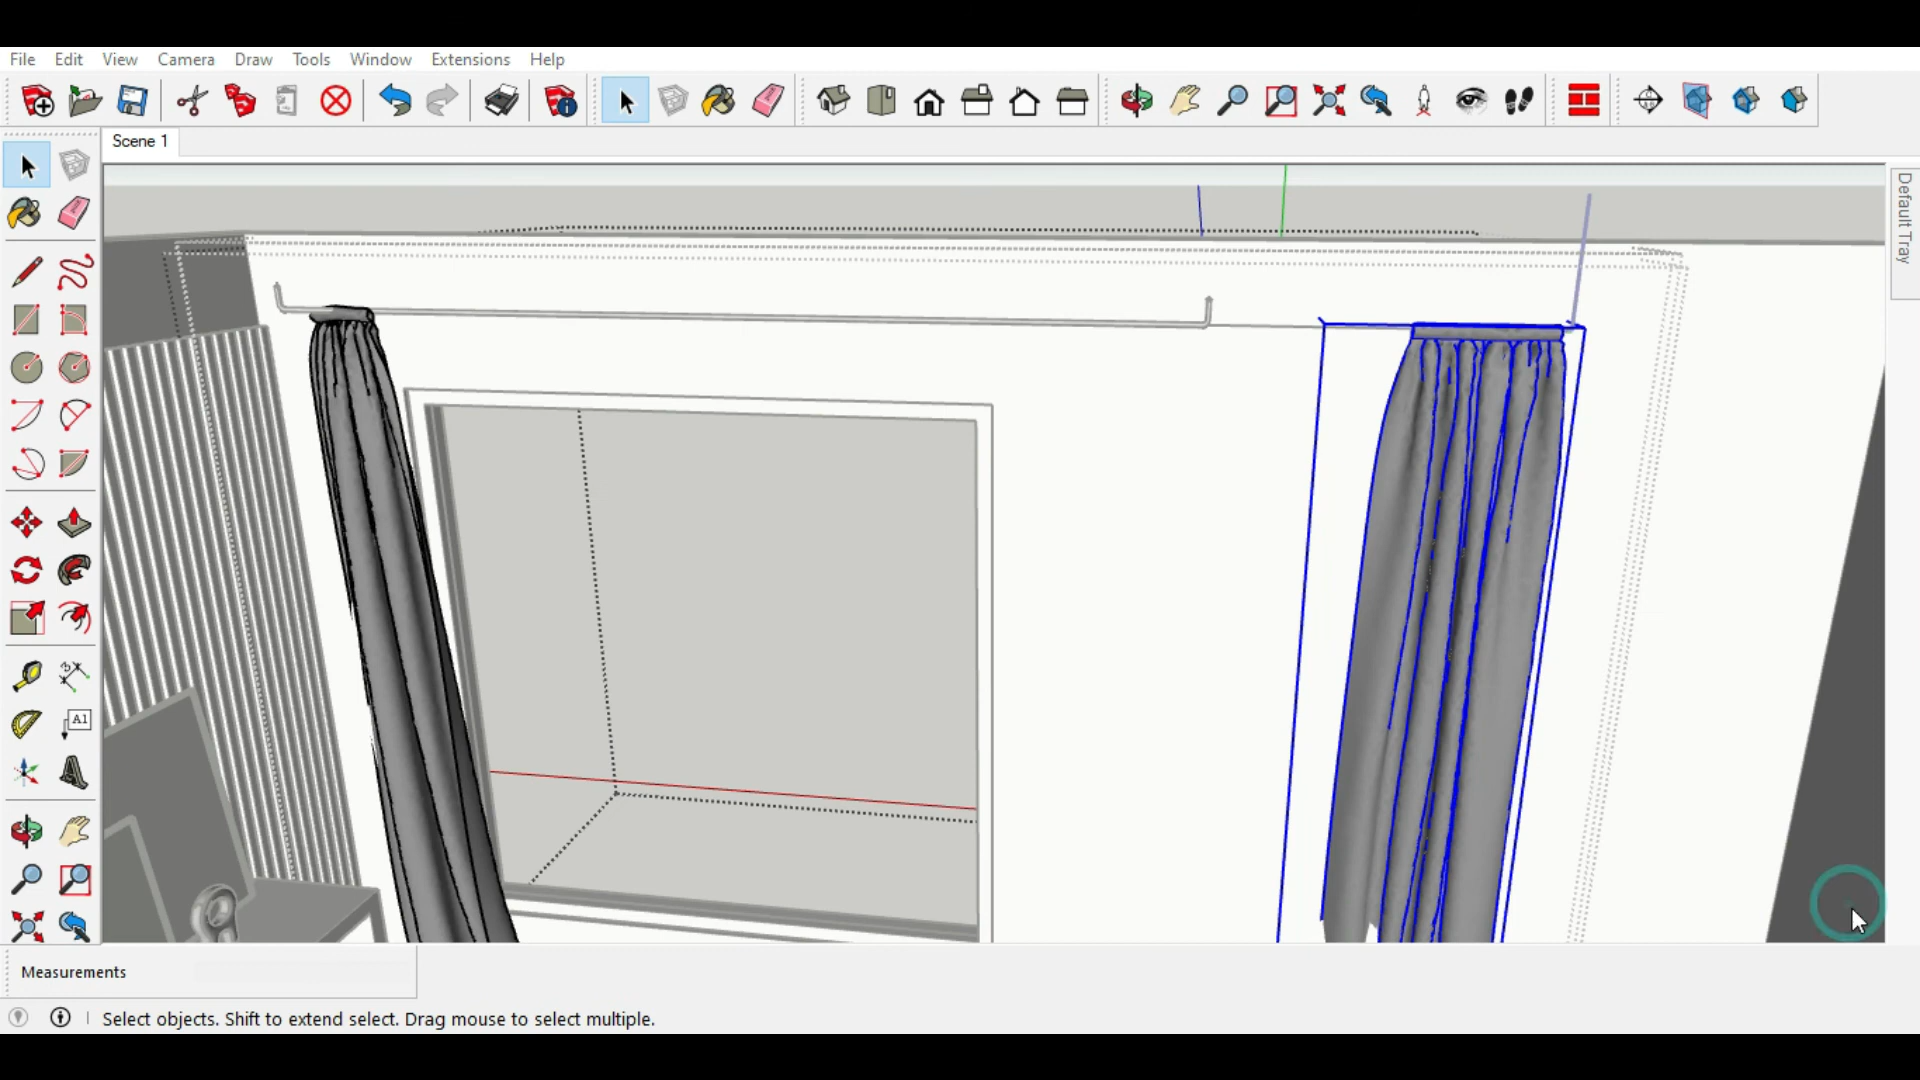 File Edit View Camera Draw Tools Window Extensions Help
Scene 1
Default Tray
A1
Measurements
Select objects. Shift to extend select. Drag mouse to select multiple.